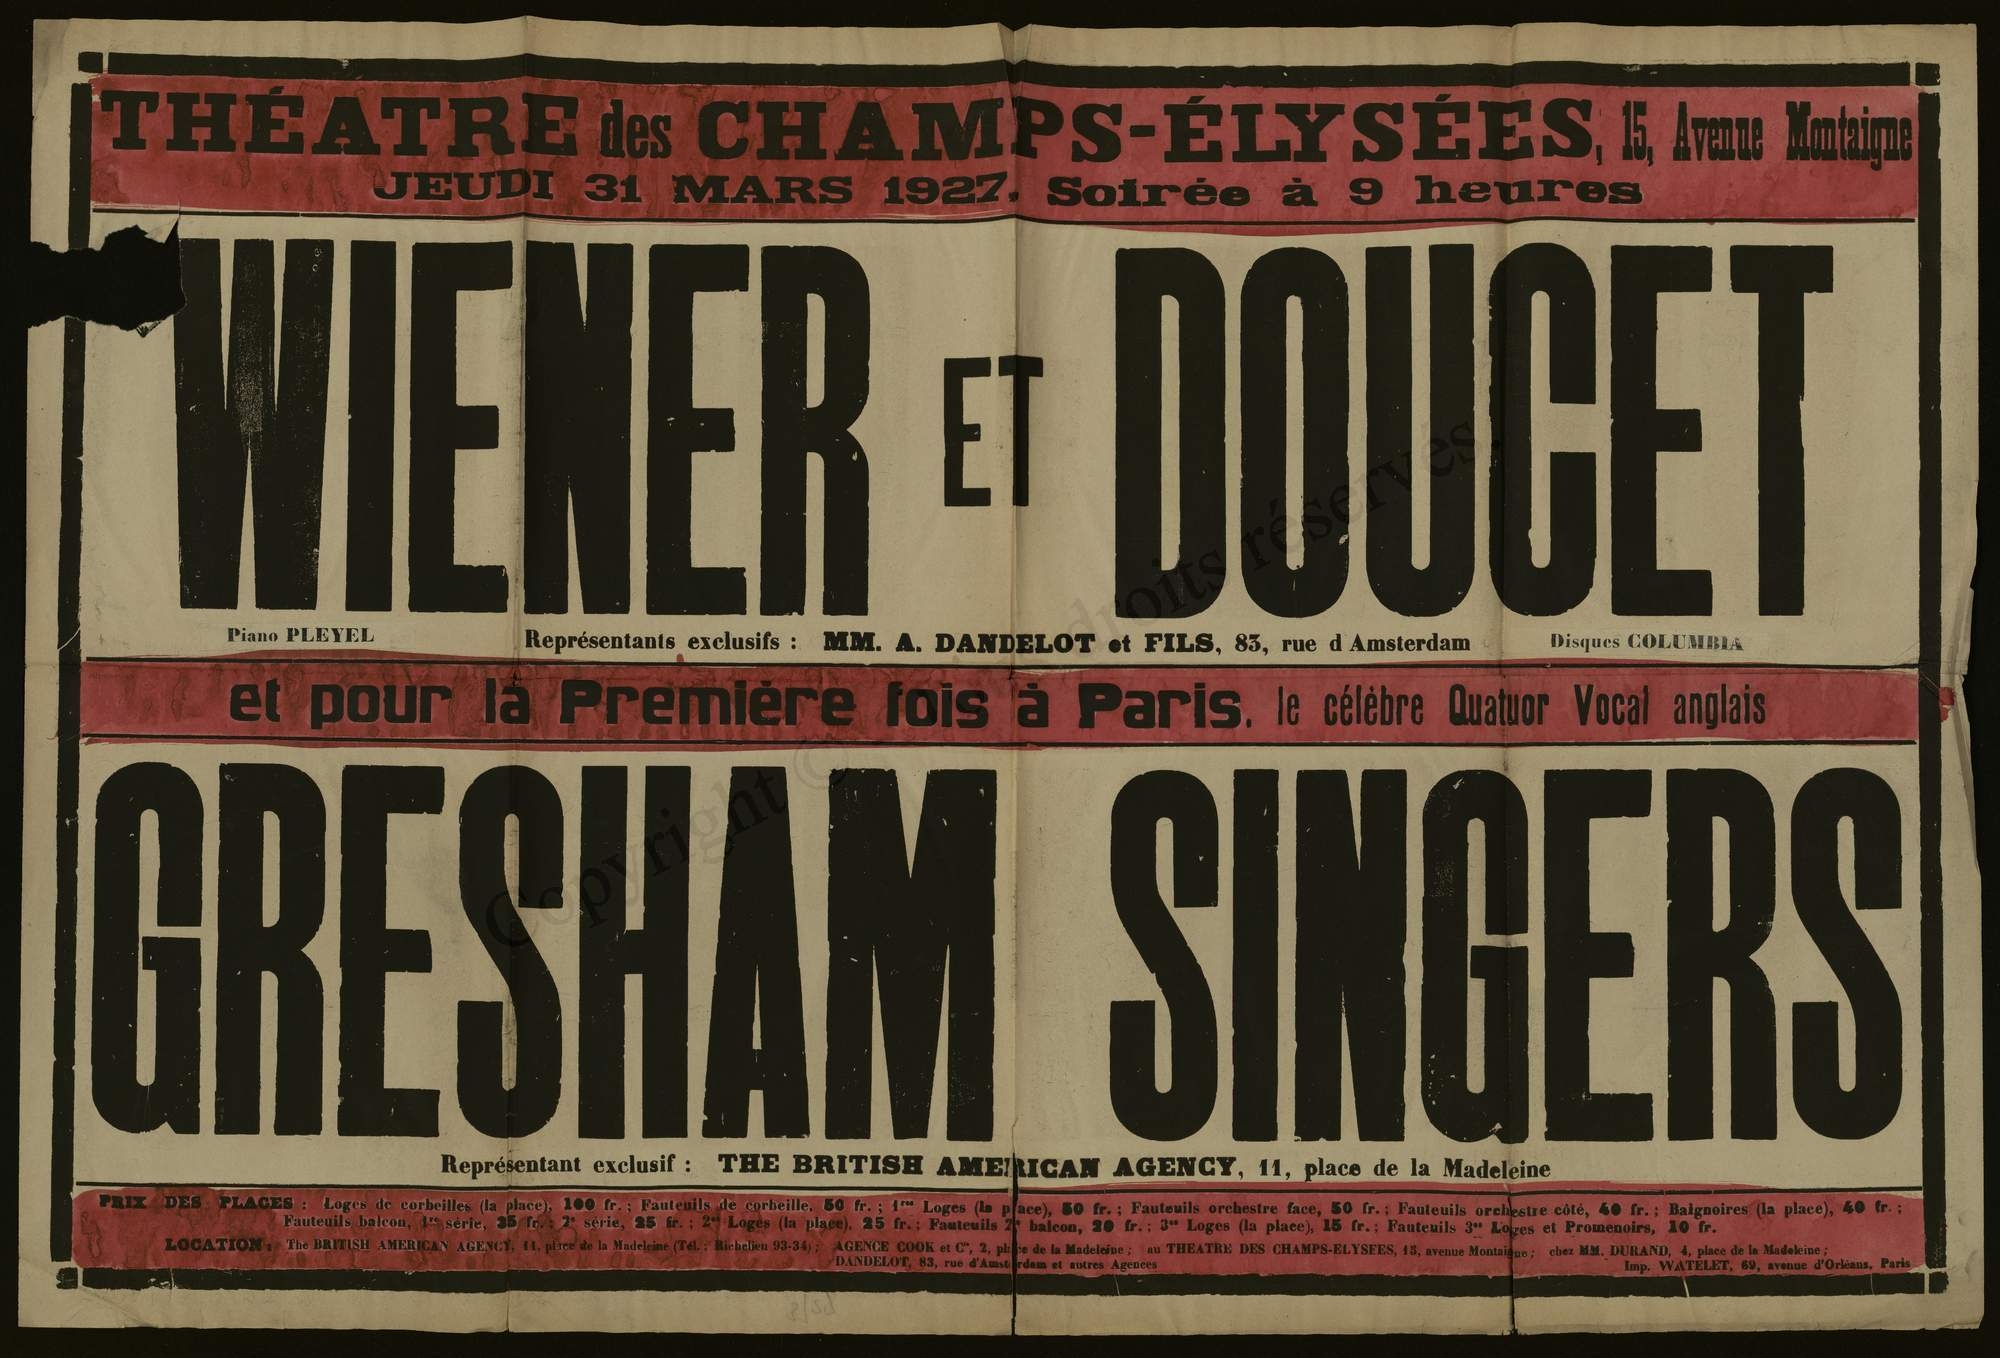 THÉATRE des CHAMPS-ÉLYSÉES, 15, Avenue Montaigne
JEUDI 31 MARS 1927, Soirée à 9 heures
WIENER ET DOUCET
Piano PLEYEL Représentants exclusifs : MM. A. DANDELOT et FILS, 83, rue d Amsterdam Disques COLUMBIA
et pour la Première fois à Paris, le célèbre Quatuor Vocal anglais
GRESHAM SINGERS
Représentant exclusif : THE BRITISH AMERICAN AGENCY, 11, place de la Madeleine
PRIX DES PLACES : Loges de corbeilles (la place), 100 fr. ; Fauteuils de corbeille, 50 fr. ; 1res Loges (la place), 50 fr. ; Fauteuils orchestre face, 50 fr. ; Fauteuils orchestre côté, 40 fr. ; Baignoires (la place), 40 fr. ;
Fauteuils balcon, 1re série, 35 fr. ; 2e série, 25 fr. ; 2es Loges (la place), 25 fr. ; Fauteuils 2e balcon, 20 fr. ; 3es Loges (la place), 15 fr. ; Fauteuils 3es Loges et Promenoirs, 10 fr.
LOCATION : The BRITISH AMERICAN AGENCY, 11, place de la Madeleine (Tél. : Richelieu 93-34) ; AGENCE COOK et Cie, 2, place de la Madeleine ; au THEATRE DES CHAMPS-ELYSEES, 15, avenue Montaigne ; chez MM. DURAND, 4, place de la Madeleine ;
DANDELOT, 83, rue d'Amsterdam et autres Agences
Imp. WATELET, 69, avenue d'Orléans, Paris
Copyright © droits réservés.